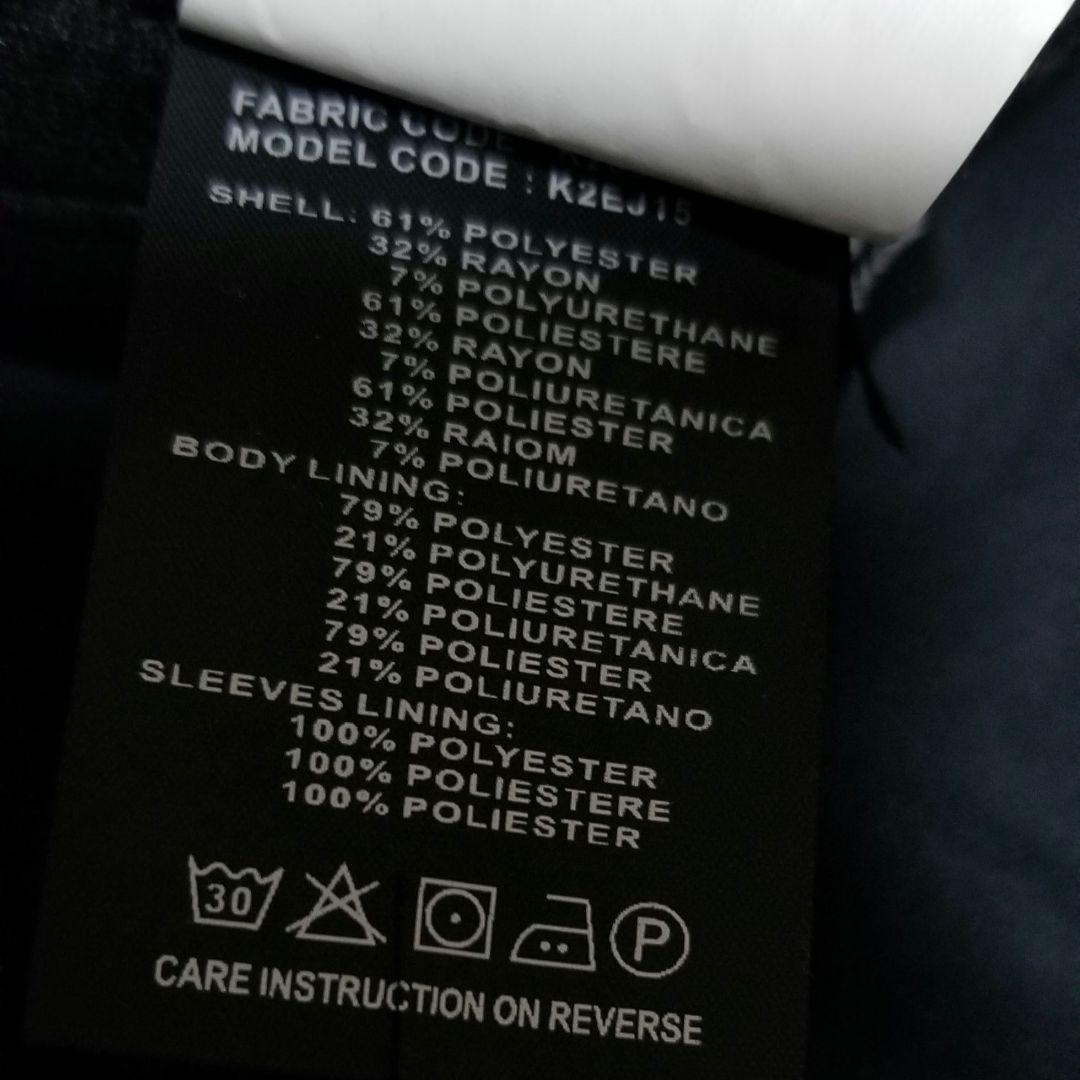 FABRIC CODE
MODEL CODE : K2EJ15
SHELL: 61% POLYESTER
32% RAYON
7% POLYURETHANE
61% POLIESTERE
32% RAYON
7% POLIURETANICA
61% POLIESTER
32% RAIOM
7% POLIURETANO
BODY LINING:
79% POLYESTER
21% POLYURETHANE
79% POLIESTERE
21% POLIURETANICA
79% POLIESTER
21% POLIURETANO
SLEEVES LINING:
100% POLYESTER
100% POLIESTERE
100% POLIESTER
30 P
CARE INSTRUCTION ON REVERSE